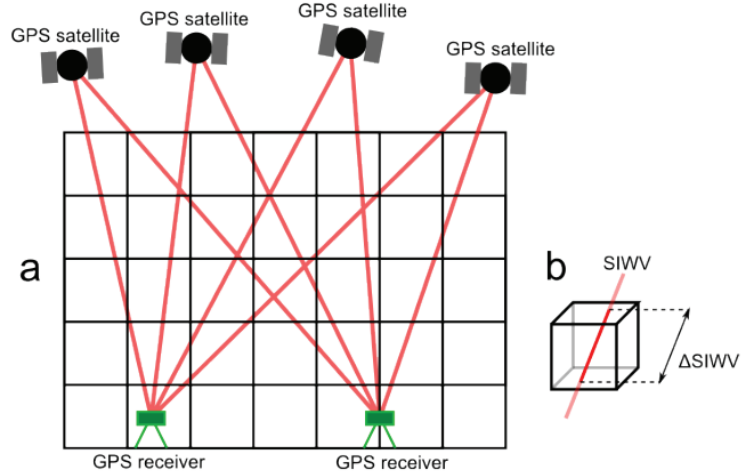 GPS satellite
GPS satellite
GPS satellite
GPS satellite
a
b
SIWV
ΔSIWV
GPS receiver
GPS receiver